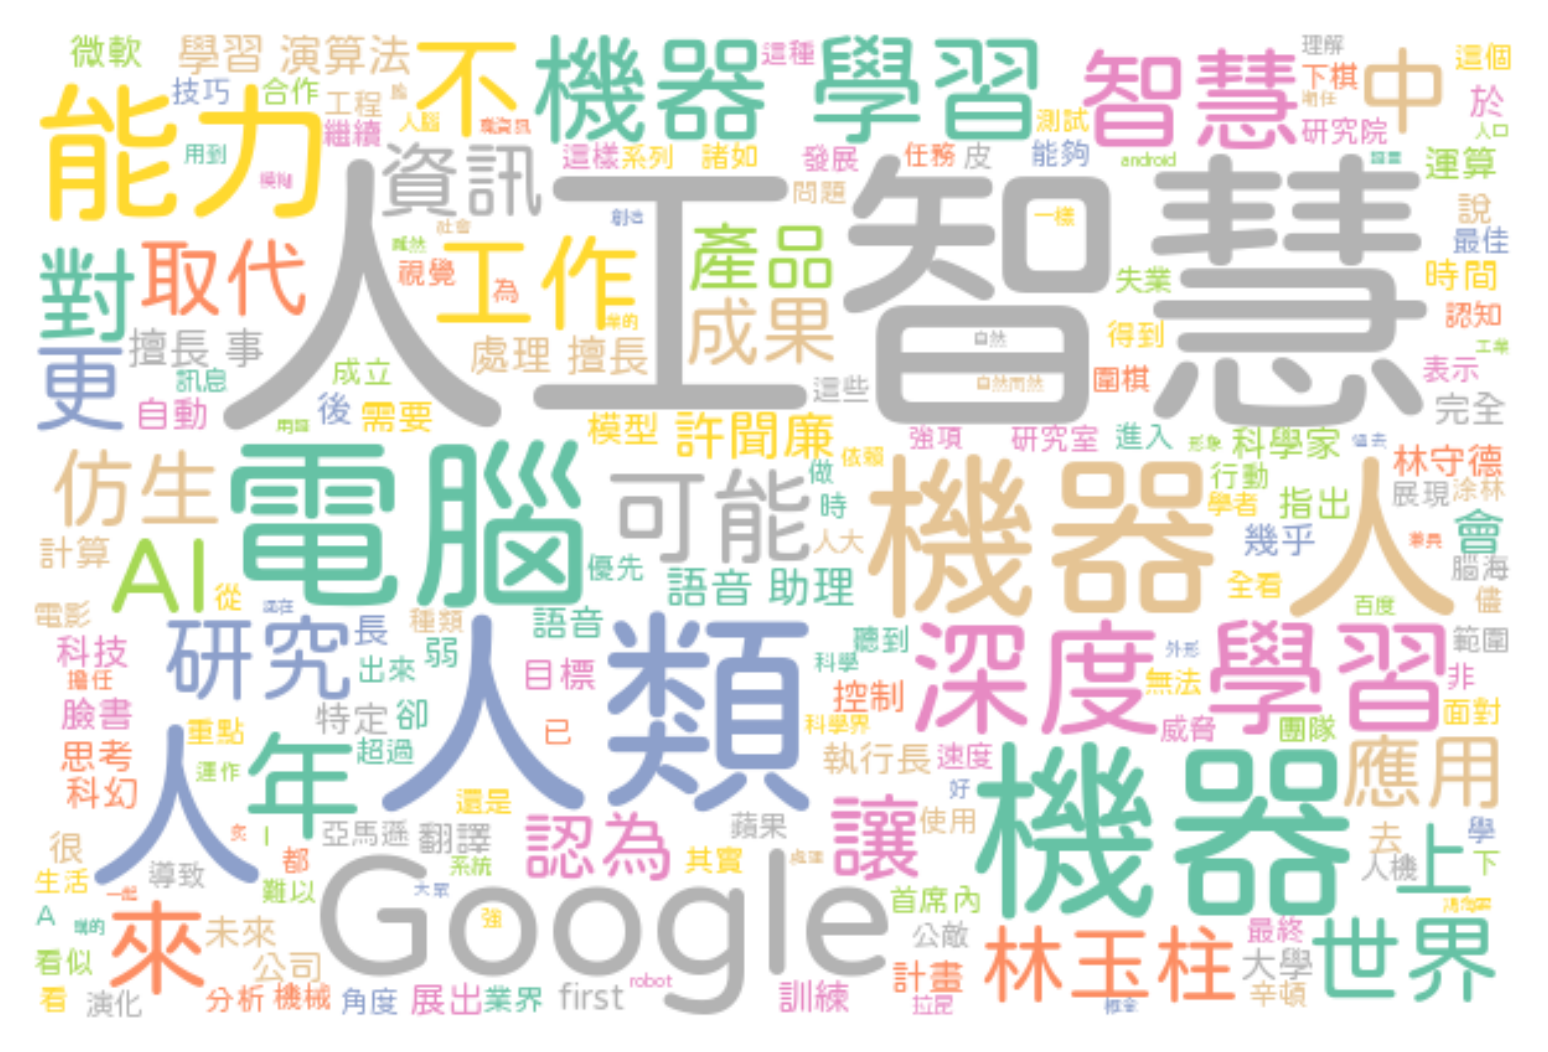 微軟 學習 演算法 不 機器 學習 這種 智慧 理解 中 這個
能力 技巧 合作 工程 下棋 於
繼續 人腦 測試 研究院 人口
用到 資訊 這樣 系列 諸如 發展 任務 皮 能夠 android 運算
人工智慧
問題 說
社會 創造 一樣 最佳
對 取代 雖然 視覺 工作 產品 失業 時間
為 成果 認知
擅長 事 處理 擅長 自然 得到 工業
更 訊息 成立 這些 自然而然 圍棋 表示
自動 後 需要 模型 許聞廉 完全
強項 研究室 進入 形象 科學家
仿生 電腦 可能 做 依賴 機器人 行動 林守德
時 學者 指出 展現 涂林
計算 AI 人大 幾乎 會
優先 語音 助理 全看 腦海
電影 從 種類 語音 百度 儘
科技 研究 長 弱 人類 聽到 深度學習 外形 範圍
擔任 出來 目標 科學 控制 無法 非
臉書 特定 卻 已 科學界 威脅 團隊 面對
思考 人 重點 年 超過 執行長 速度 機器 應用
科幻 運作 還是 好
很 亞馬遜 翻譯 認為 蘋果 讓 使用 去 學
都 系統 其實 人機 上 下
生活 導致 難以 大眾 Google 首席 內
A 來 未來 強 公敵 林玉柱 最終 世界
看似 公司 計畫 大學
看 演化 分析 機械 角度 展出 業界 first robot 訓練 拉昆 辛頓